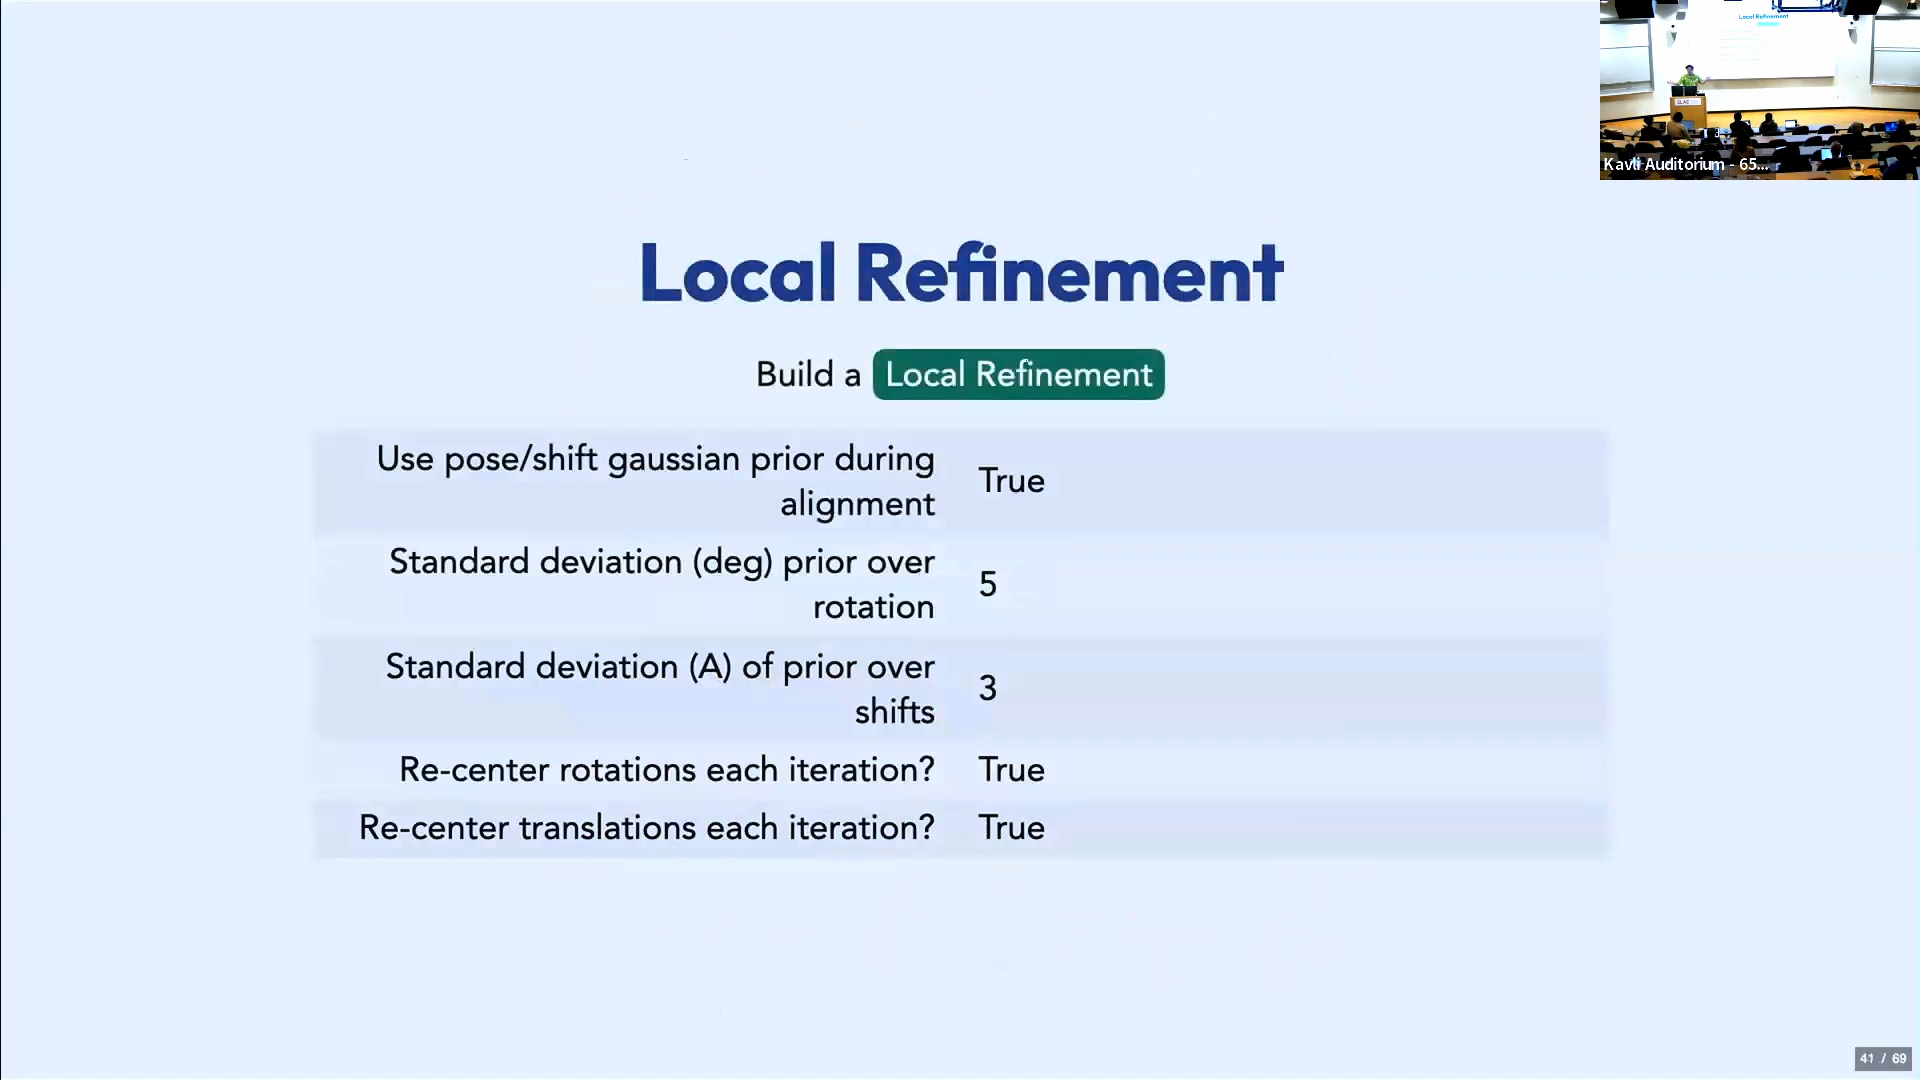 Local Refinement
Kavli Auditorium - 65...
Local Refinement
Build a Local Refinement
Use pose/shift gaussian prior during
alignment
True
Standard deviation (deg) prior over
rotation
5
Standard deviation (A) of prior over
shifts
3
Re-center rotations each iteration? True
Re-center translations each iteration? True
41 / 69